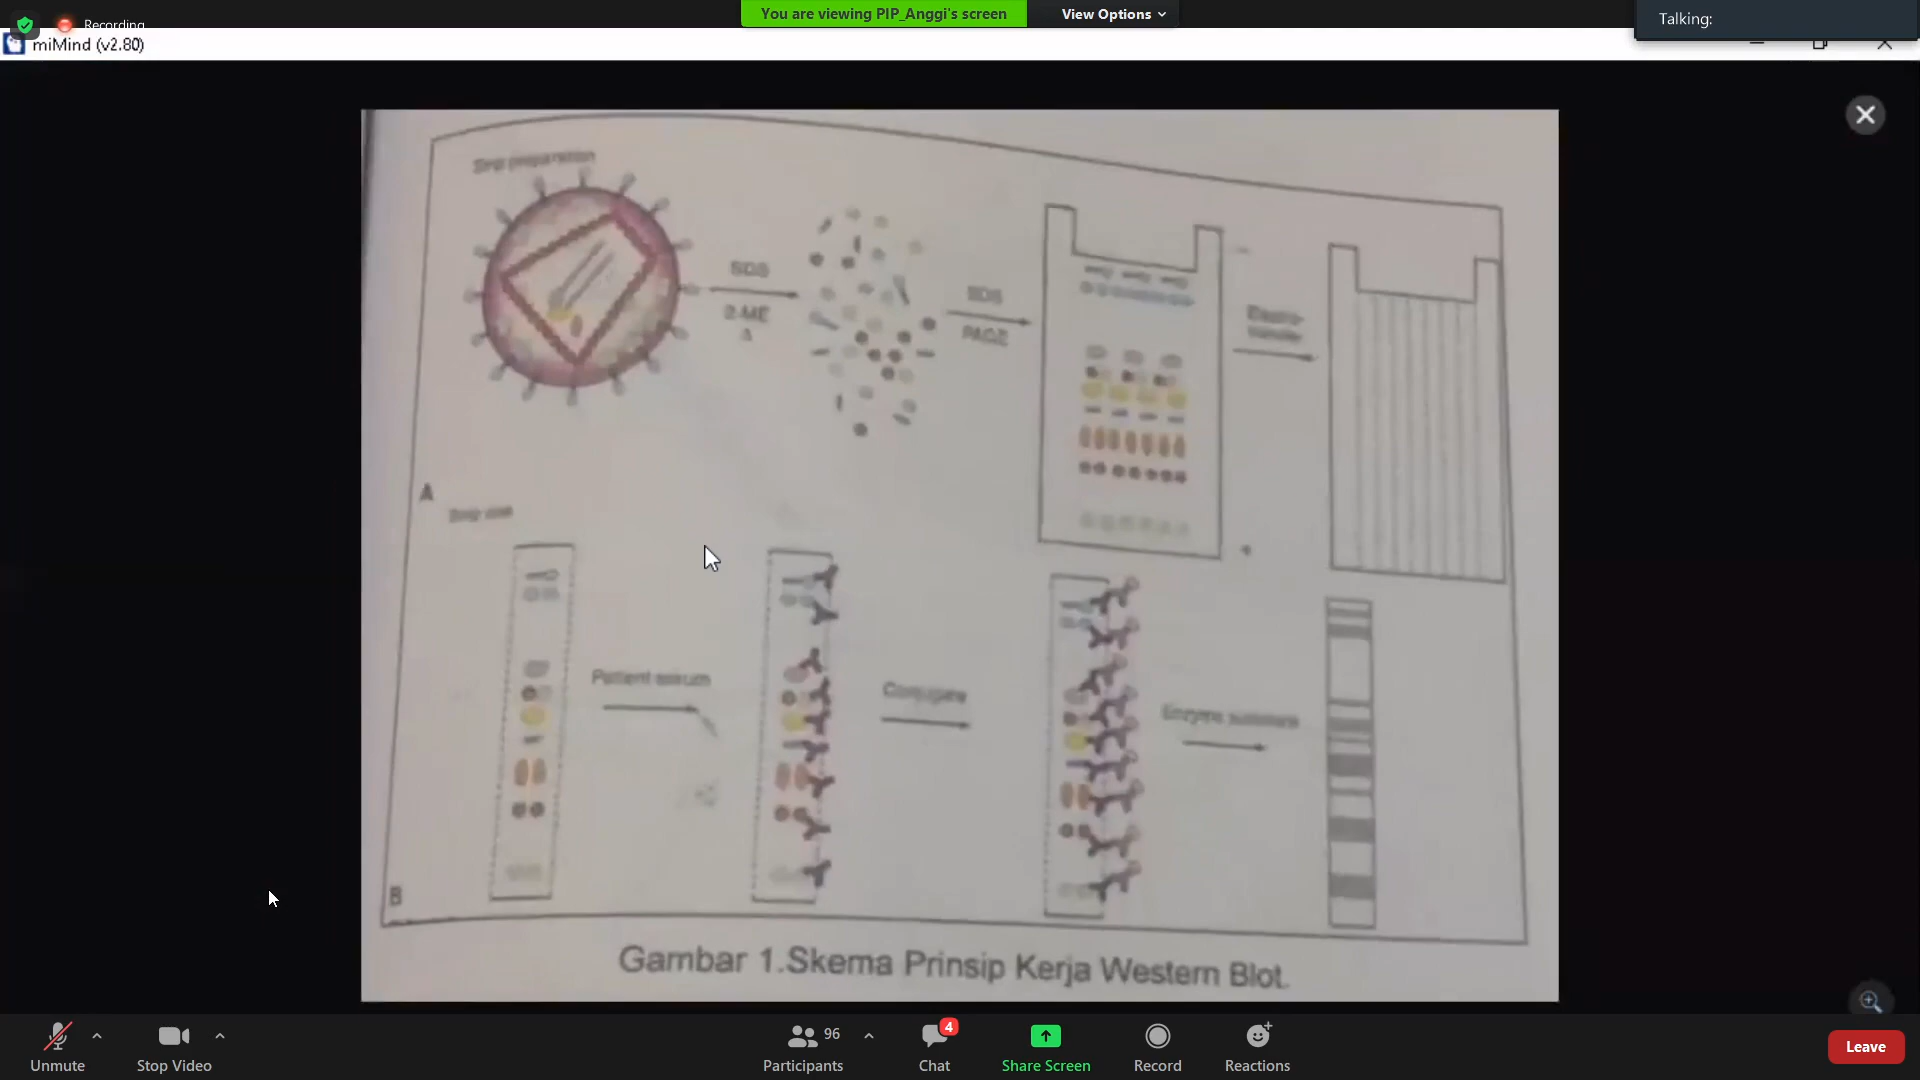 Recording
You are viewing PIP_Anggi's screen
View Options
Talking:
miMind (v2.80)
Strip preparation
SDS
2-ME
Δ
SDS
PAGE
A
Patient serum
Conjugate
Enzyme substrate
B
Gambar 1.Skema Prinsip Kerja Western Blot.
Unmute
Stop Video
96
Participants
4
Chat
Share Screen
Record
Reactions
Leave